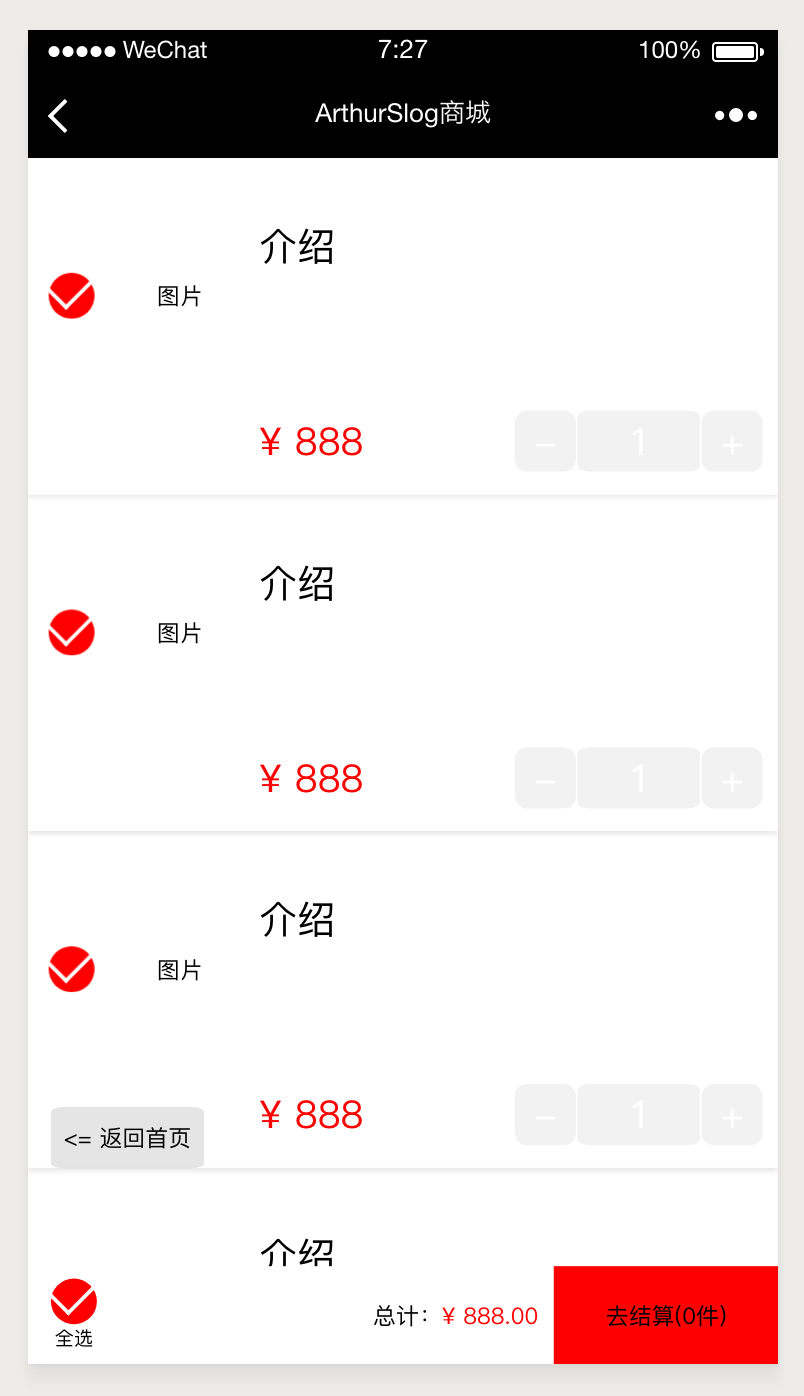 WeChat 7:27 100%
ArthurSlog商城
介绍
图片
¥ 888 − 1 +
介绍
图片
¥ 888 − 1 +
介绍
图片
¥ 888 − 1 +
<= 返回首页
介绍
总计：¥ 888.00 去结算(0件)
全选